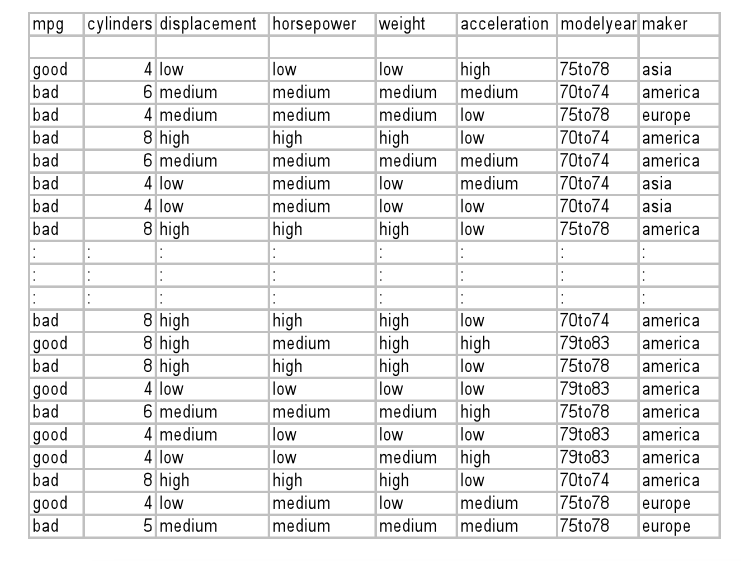 mpg cylinders displacement horsepower weight acceleration modelyear maker
good 4 low low low high 75to78 asia
bad 6 medium medium medium medium 70to74 america
bad 4 medium medium medium low 75to78 europe
bad 8 high high high low 70to74 america
bad 6 medium medium medium medium 70to74 america
bad 4 low medium low medium 70to74 asia
bad 4 low medium low low 70to74 asia
bad 8 high high high low 75to78 america
: : : : : : : :
: : : : : : : :
: : : : : : : :
bad 8 high high high low 70to74 america
good 8 high medium high high 79to83 america
bad 8 high high high low 75to78 america
good 4 low low low low 79to83 america
bad 6 medium medium medium high 75to78 america
good 4 medium low low low 79to83 america
good 4 low low medium high 79to83 america
bad 8 high high high low 70to74 america
good 4 low medium low medium 75to78 europe
bad 5 medium medium medium medium 75to78 europe